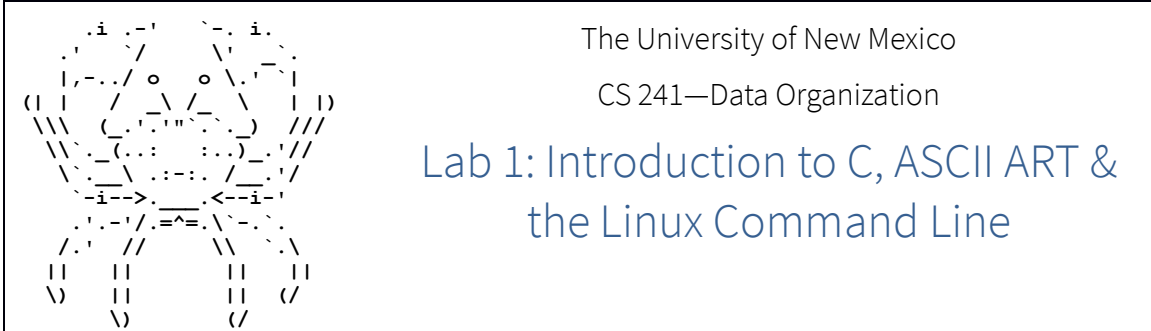 The University of New Mexico
CS 241—Data Organization
Lab 1: Introduction to C, ASCII ART &
the Linux Command Line